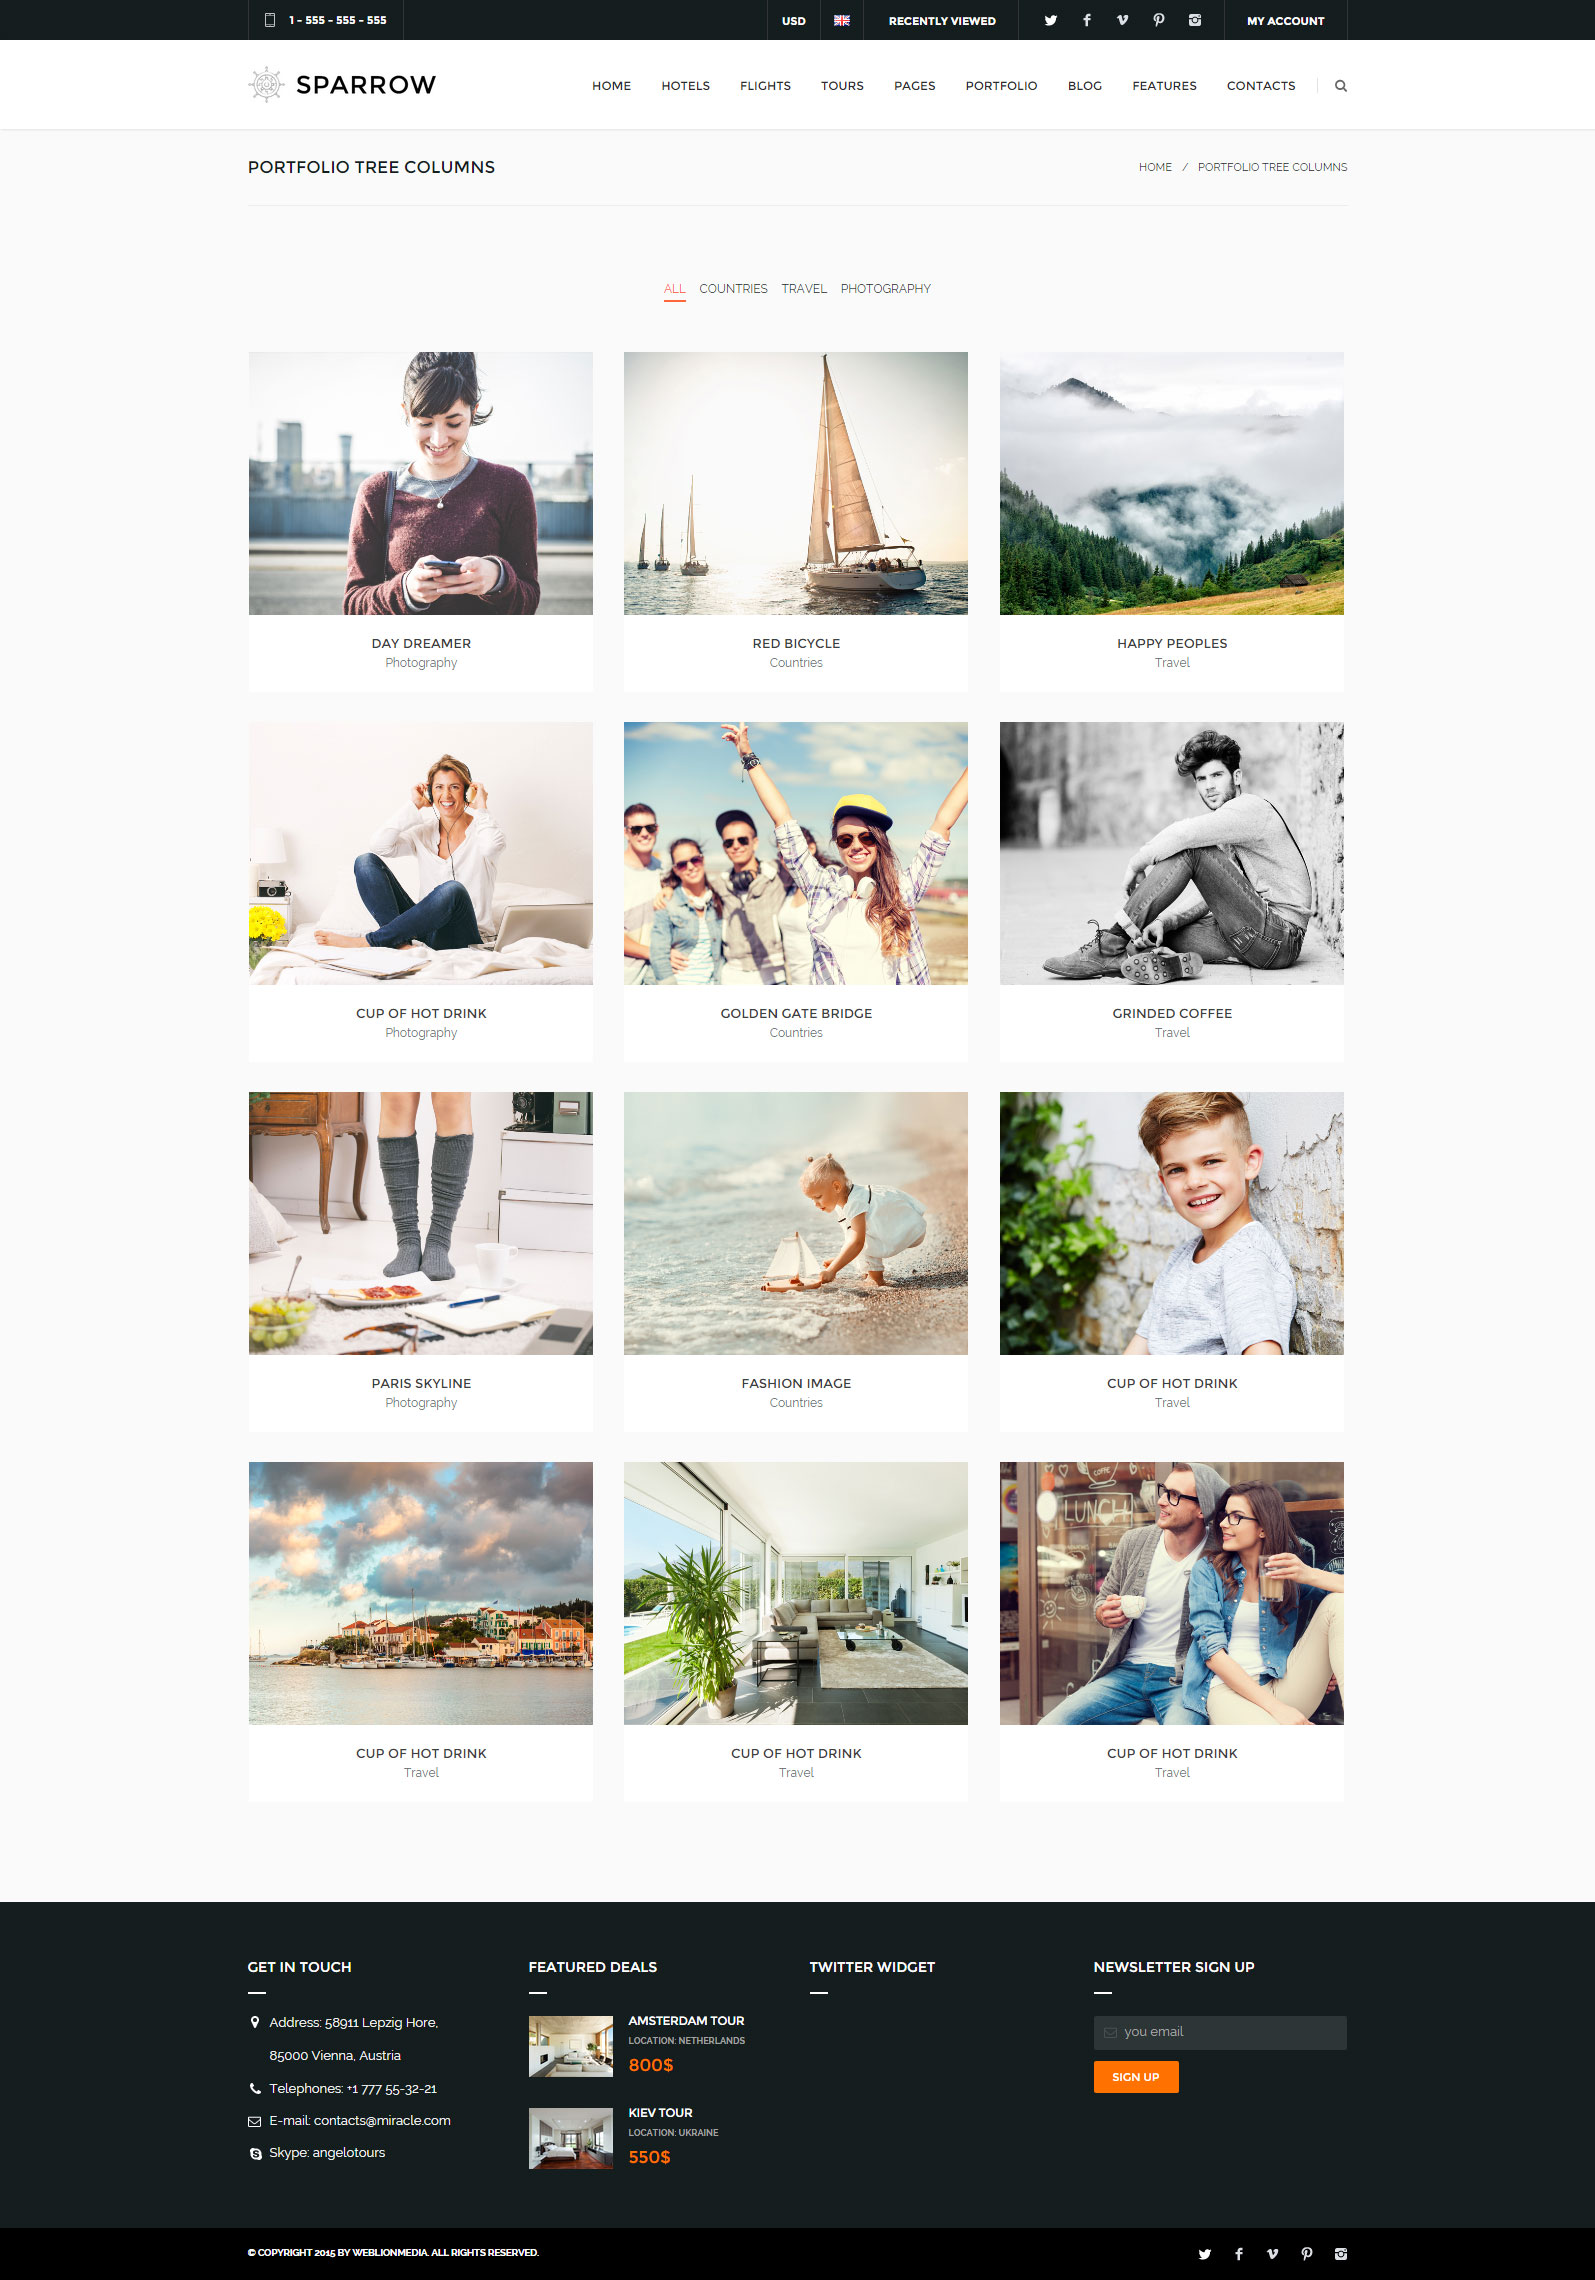 1 - 555 - 555 - 555
USD
RECENTLY VIEWED
MY ACCOUNT
SPARROW
HOME
HOTELS
FLIGHTS
TOURS
PAGES
PORTFOLIO
BLOG
FEATURES
CONTACTS
PORTFOLIO TREE COLUMNS
HOME / PORTFOLIO TREE COLUMNS
ALL
COUNTRIES
TRAVEL
PHOTOGRAPHY
DAY DREAMER
Photography
RED BICYCLE
Countries
HAPPY PEOPLES
Travel
CUP OF HOT DRINK
Photography
GOLDEN GATE BRIDGE
Countries
GRINDED COFFEE
Travel
PARIS SKYLINE
Photography
FASHION IMAGE
Countries
CUP OF HOT DRINK
Travel
COFFE
LUNCH
CUP OF HOT DRINK
Travel
CUP OF HOT DRINK
Travel
CUP OF HOT DRINK
Travel
GET IN TOUCH
Address: 58911 Lepzig Hore,
85000 Vienna, Austria
Telephones: +1 777 55-32-21
E-mail: contacts@miracle.com
Skype: angelotours
FEATURED DEALS
AMSTERDAM TOUR
LOCATION: NETHERLANDS
800$
KIEV TOUR
LOCATION: UKRAINE
550$
TWITTER WIDGET
NEWSLETTER SIGN UP
you email
SIGN UP
© COPYRIGHT 2015 BY WEBLIONMEDIA. ALL RIGHTS RESERVED.